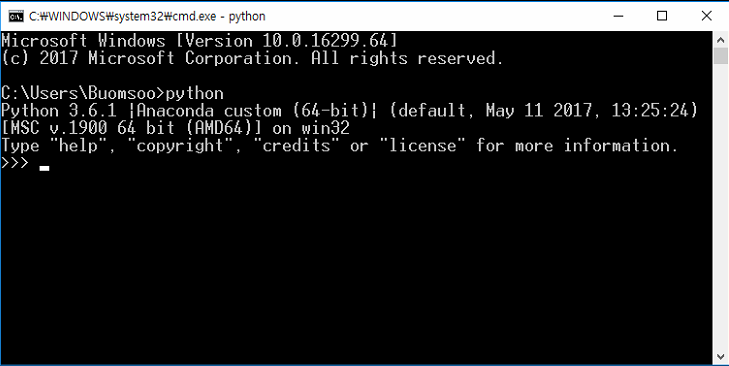 C:₩WINDOWS₩system32₩cmd.exe - python
Microsoft Windows [Version 10.0.16299.64]
(c) 2017 Microsoft Corporation. All rights reserved.
C:\Users\Buomsoo>python
Python 3.6.1 |Anaconda custom (64-bit)| (default, May 11 2017, 13:25:24)
[MSC v.1900 64 bit (AMD64)] on win32
Type "help", "copyright", "credits" or "license" for more information.
>>>